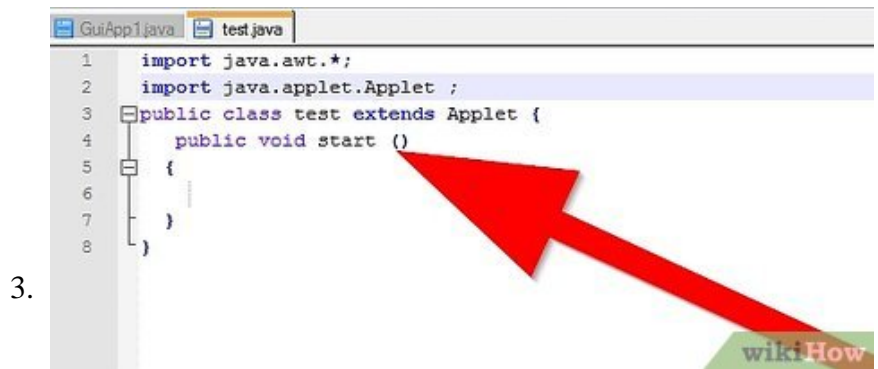 GuiApp1.java test.java
1 import java.awt.*;
2 import java.applet.Applet ;
3 public class test extends Applet {
4 public void start ()
5 {
6
7 }
8 }
3.
wikiHow